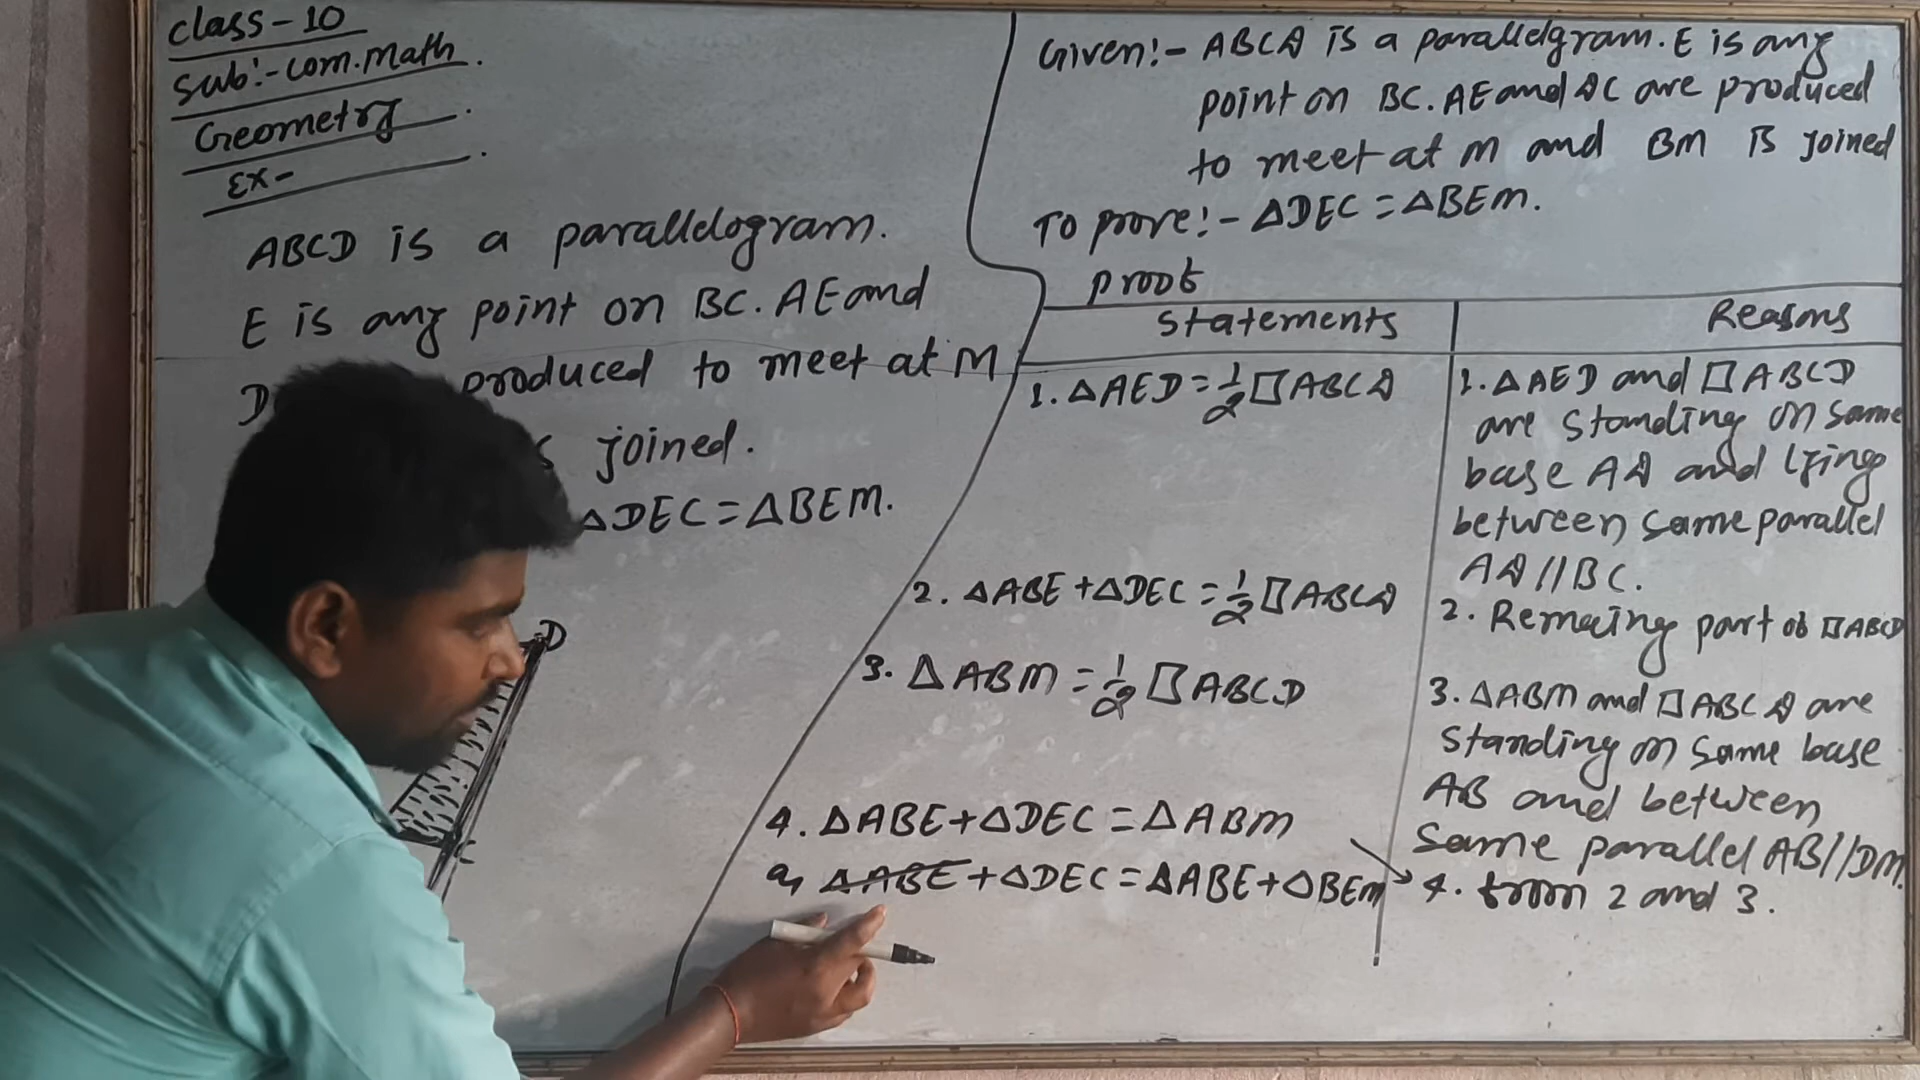 class-10
Sub:-com.math.
Geometry.
Ex-
ABCD is a parallelogram.
E is any point on BC. AE and
D produced to meet at M
s joined.
ΔDEC=ΔBEM.
D
C
Given:- ABCD is a parallelgram. E is any
point on BC. AE and DC are produced
to meet at M and BM is joined
To prove:- ΔDEC=ΔBEM.
proof
Statements
Reasons
1. ΔAED=1/2▱ABCD
1. ΔAED and ▱ABCD
are standing on same
base AD and lying
between same parallel
AD//BC.
2. ΔABE+ΔDEC=1/2▱ABCD
2. Remaing part of ▱ABCD
3. ΔABM=1/2▱ABCD
3. ΔABM and ▱ABCD are
standing on same base
AB and between
same parallel AB//DM.
4. ΔABE+ΔDEC=ΔABM
4. from 2 and 3.
ΔABE+ΔDEC=ΔABE+ΔBEM